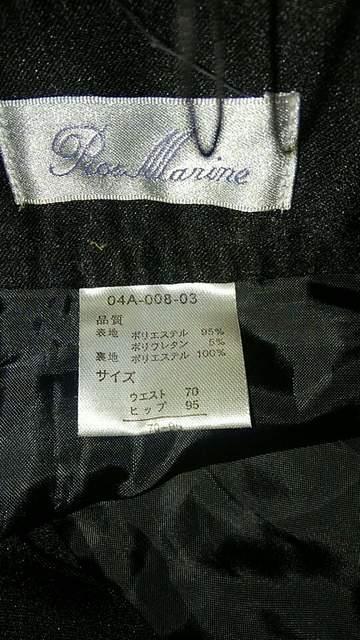 Pier Marine
04A-008-03
品質
表地 ポリエステル 95%
ポリウレタン 5%
裏地 ポリエステル 100%
サイズ
ウエスト 70
ヒップ 95